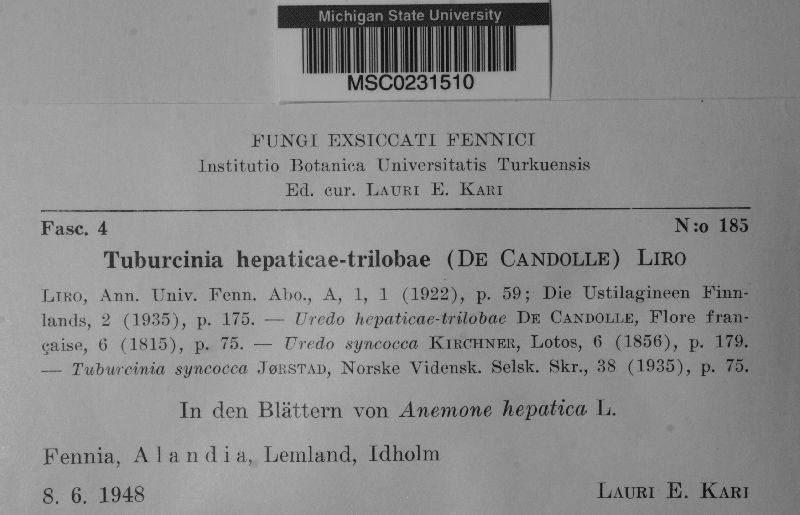 Michigan State University
MSC0231510
FUNGI EXSICCATI FENNICI
Institutio Botanica Universitatis Turkuensis
Ed. cur. LAURI E. KARI
Fasc. 4 N:o 185
Tuburcinia hepaticae-trilobae (DE CANDOLLE) LIRO
LIRO, Ann. Univ. Fenn. Abo., A, 1, 1 (1922), p. 59; Die Ustilagineen Finn-
lands, 2 (1935), p. 175. — Uredo hepaticae-trilobae DE CANDOLLE, Flore fran-
çaise, 6 (1815), p. 75. — Uredo syncocca KIRCHNER, Lotos, 6 (1856), p. 179.
— Tuburcinia syncocca JØRSTAD, Norske Vidensk. Selsk. Skr., 38 (1935), p. 75.
In den Blättern von Anemone hepatica L.
Fennia, Alandia, Lemland, Idholm
8. 6. 1948 LAURI E. KARI